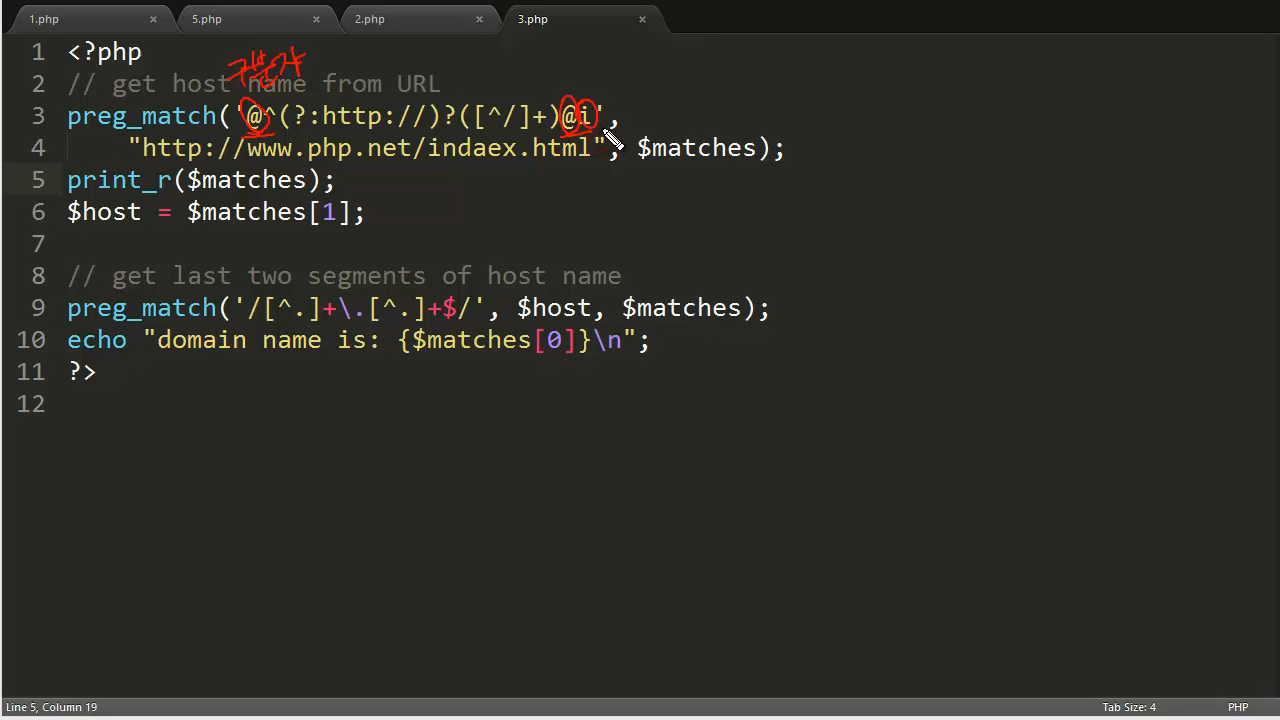 1.php × 5.php × 2.php × 3.php ×
1 <?php
구분자
2 // get host name from URL
3 preg_match('@^(?:http://)?([^/]+)@i',
4 "http://www.php.net/indaex.html", $matches);
5 print_r($matches);
6 $host = $matches[1];
7
8 // get last two segments of host name
9 preg_match('/[^.]+\.[^.]+$/', $host, $matches);
10 echo "domain name is: {$matches[0]}\n";
11 ?>
12
Line 5, Column 19 Tab Size: 4 PHP